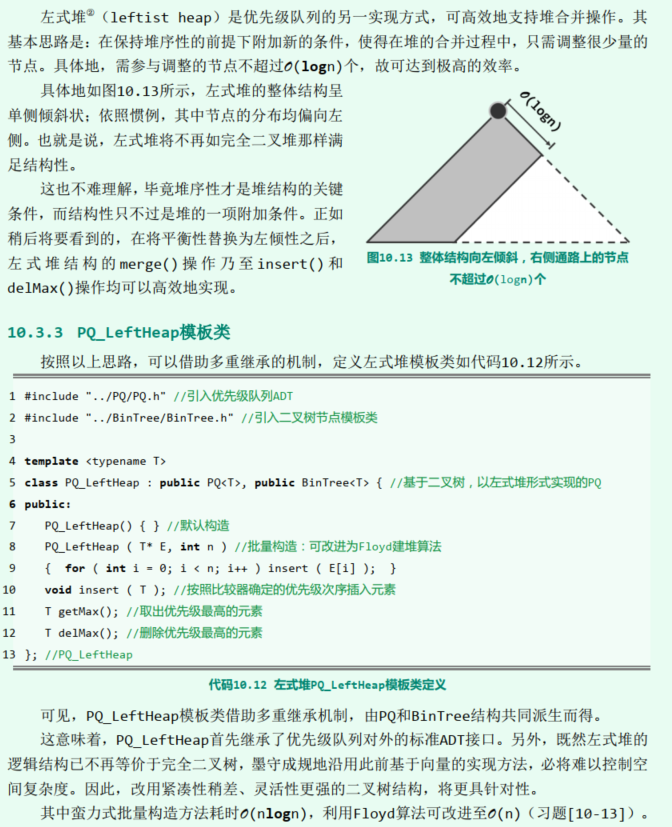 左式堆②（leftist heap）是优先级队列的另一实现方式，可高效地支持堆合并操作。其
基本思路是：在保持堆序性的前提下附加新的条件，使得在堆的合并过程中，只需调整很少量的
节点。具体地，需参与调整的节点不超过O(logn)个，故可达到极高的效率。
具体地如图10.13所示，左式堆的整体结构呈
单侧倾斜状；依照惯例，其中节点的分布均偏向左
侧。也就是说，左式堆将不再如完全二叉堆那样满
足结构性。
这也不难理解，毕竟堆序性才是堆结构的关键
条件，而结构性只不过是堆的一项附加条件。正如
稍后将要看到的，在将平衡性替换为左倾性之后，
左式堆结构的merge()操作乃至insert()和
delMax()操作均可以高效地实现。
O(logn)
图10.13 整体结构向左倾斜，右侧通路上的节点
不超过O(logn)个
10.3.3 PQ_LeftHeap模板类
按照以上思路，可以借助多重继承的机制，定义左式堆模板类如代码10.12所示。
1 #include "../PQ/PQ.h" //引入优先级队列ADT
2 #include "../BinTree/BinTree.h" //引入二叉树节点模板类
3
4 template <typename T>
5 class PQ_LeftHeap : public PQ<T>, public BinTree<T> { //基于二叉树，以左式堆形式实现的PQ
6 public:
7 PQ_LeftHeap() { } //默认构造
8 PQ_LeftHeap ( T* E, int n ) //批量构造：可改进为Floyd建堆算法
9 { for ( int i = 0; i < n; i++ ) insert ( E[i] ); }
10 void insert ( T ); //按照比较器确定的优先级次序插入元素
11 T getMax(); //取出优先级最高的元素
12 T delMax(); //删除优先级最高的元素
13 }; //PQ_LeftHeap
代码10.12 左式堆PQ_LeftHeap模板类定义
可见，PQ_LeftHeap模板类借助多重继承机制，由PQ和BinTree结构共同派生而得。
这意味着，PQ_LeftHeap首先继承了优先级队列对外的标准ADT接口。另外，既然左式堆的
逻辑结构已不再等价于完全二叉树，墨守成规地沿用此前基于向量的实现方法，必将难以控制空
间复杂度。因此，改用紧凑性稍差、灵活性更强的二叉树结构，将更具针对性。
其中蛮力式批量构造方法耗时O(nlogn)，利用Floyd算法可改进至O(n)（习题[10-13]）。